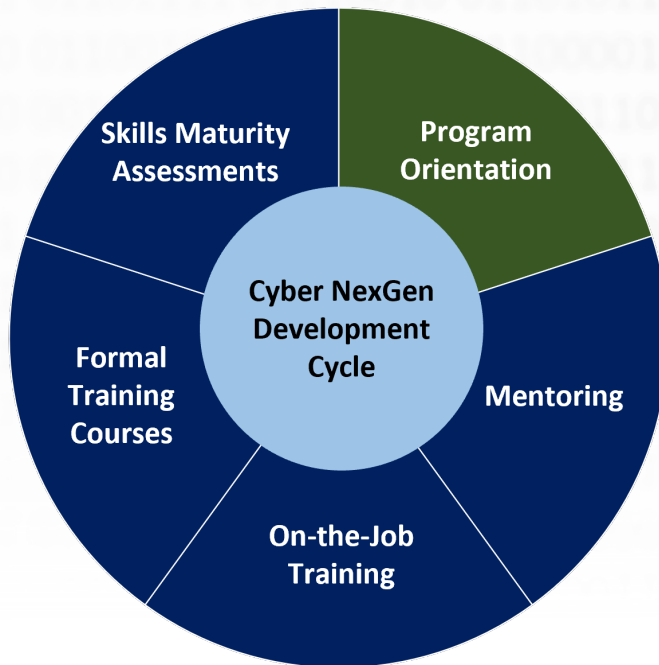 Skills Maturity
Assessments
Program
Orientation
Cyber NexGen
Development
Cycle
Formal
Training
Courses
Mentoring
On-the-Job
Training